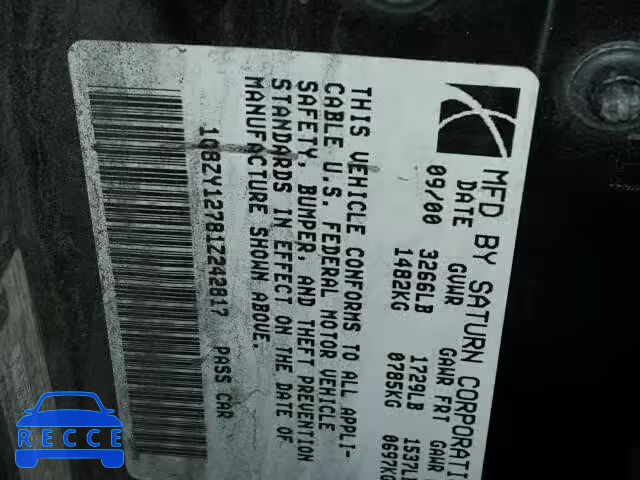 MFD BY SATURN CORPORATI
DATE GVWR GAWR FRT GAWR
09/00 3266LB 1729LB 1537L
1482KG 0785KG 0697KG
THIS VEHICLE CONFORMS TO ALL APPLI-
CABLE U.S. FEDERAL MOTOR VEHICLE
SAFETY, BUMPER, AND THEFT PREVENTION
STANDARDS IN EFFECT ON THE DATE OF
MANUFACTURE SHOWN ABOVE.
1G8ZY12781Z242817 PASS CAR
RECCE